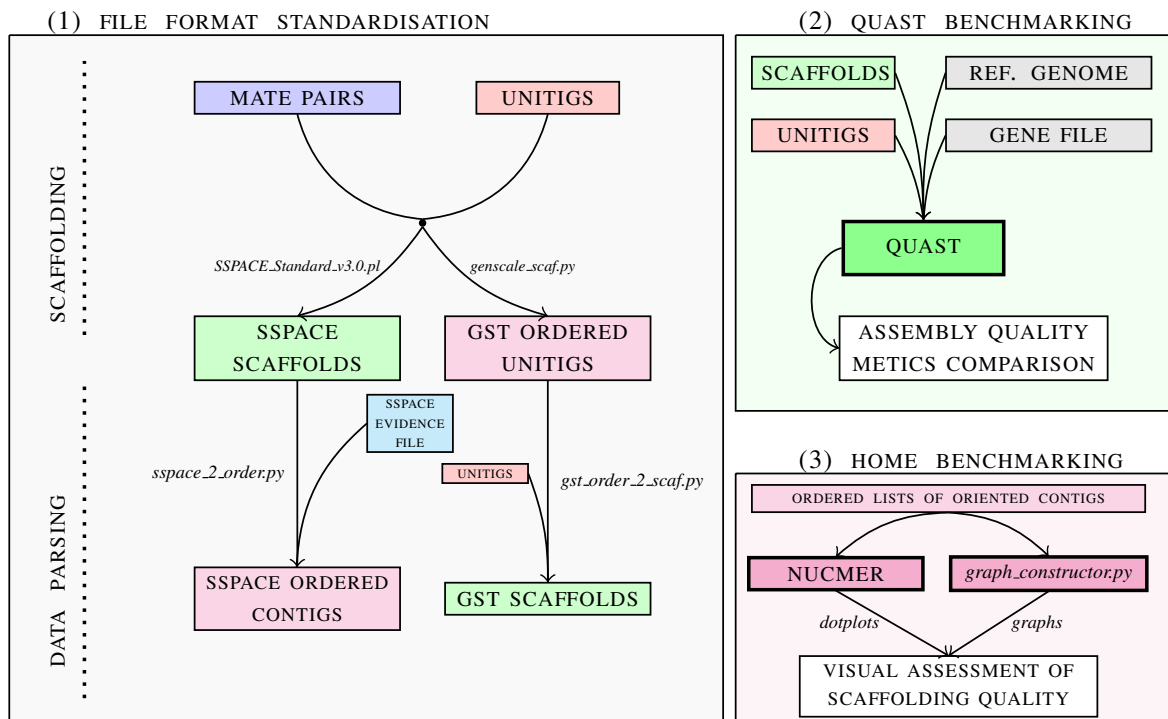 (1) FILE FORMAT STANDARDISATION
SCAFFOLDING
MATE PAIRS
UNITIGS
SSPACE_Standard_v3.0.pl
genscale_scaf.py
SSPACE
SCAFFOLDS
GST ORDERED
UNITIGS
DATA PARSING
SSPACE
EVIDENCE
FILE
sspace_2_order.py
UNITIGS
gst_order_2_scaf.py
SSPACE ORDERED
CONTIGS
GST SCAFFOLDS
(2) QUAST BENCHMARKING
SCAFFOLDS
REF. GENOME
UNITIGS
GENE FILE
QUAST
ASSEMBLY QUALITY
METICS COMPARISON
(3) HOME BENCHMARKING
ORDERED LISTS OF ORIENTED CONTIGS
NUCMER
graph_constructor.py
dotplots
graphs
VISUAL ASSESSMENT OF
SCAFFOLDING QUALITY